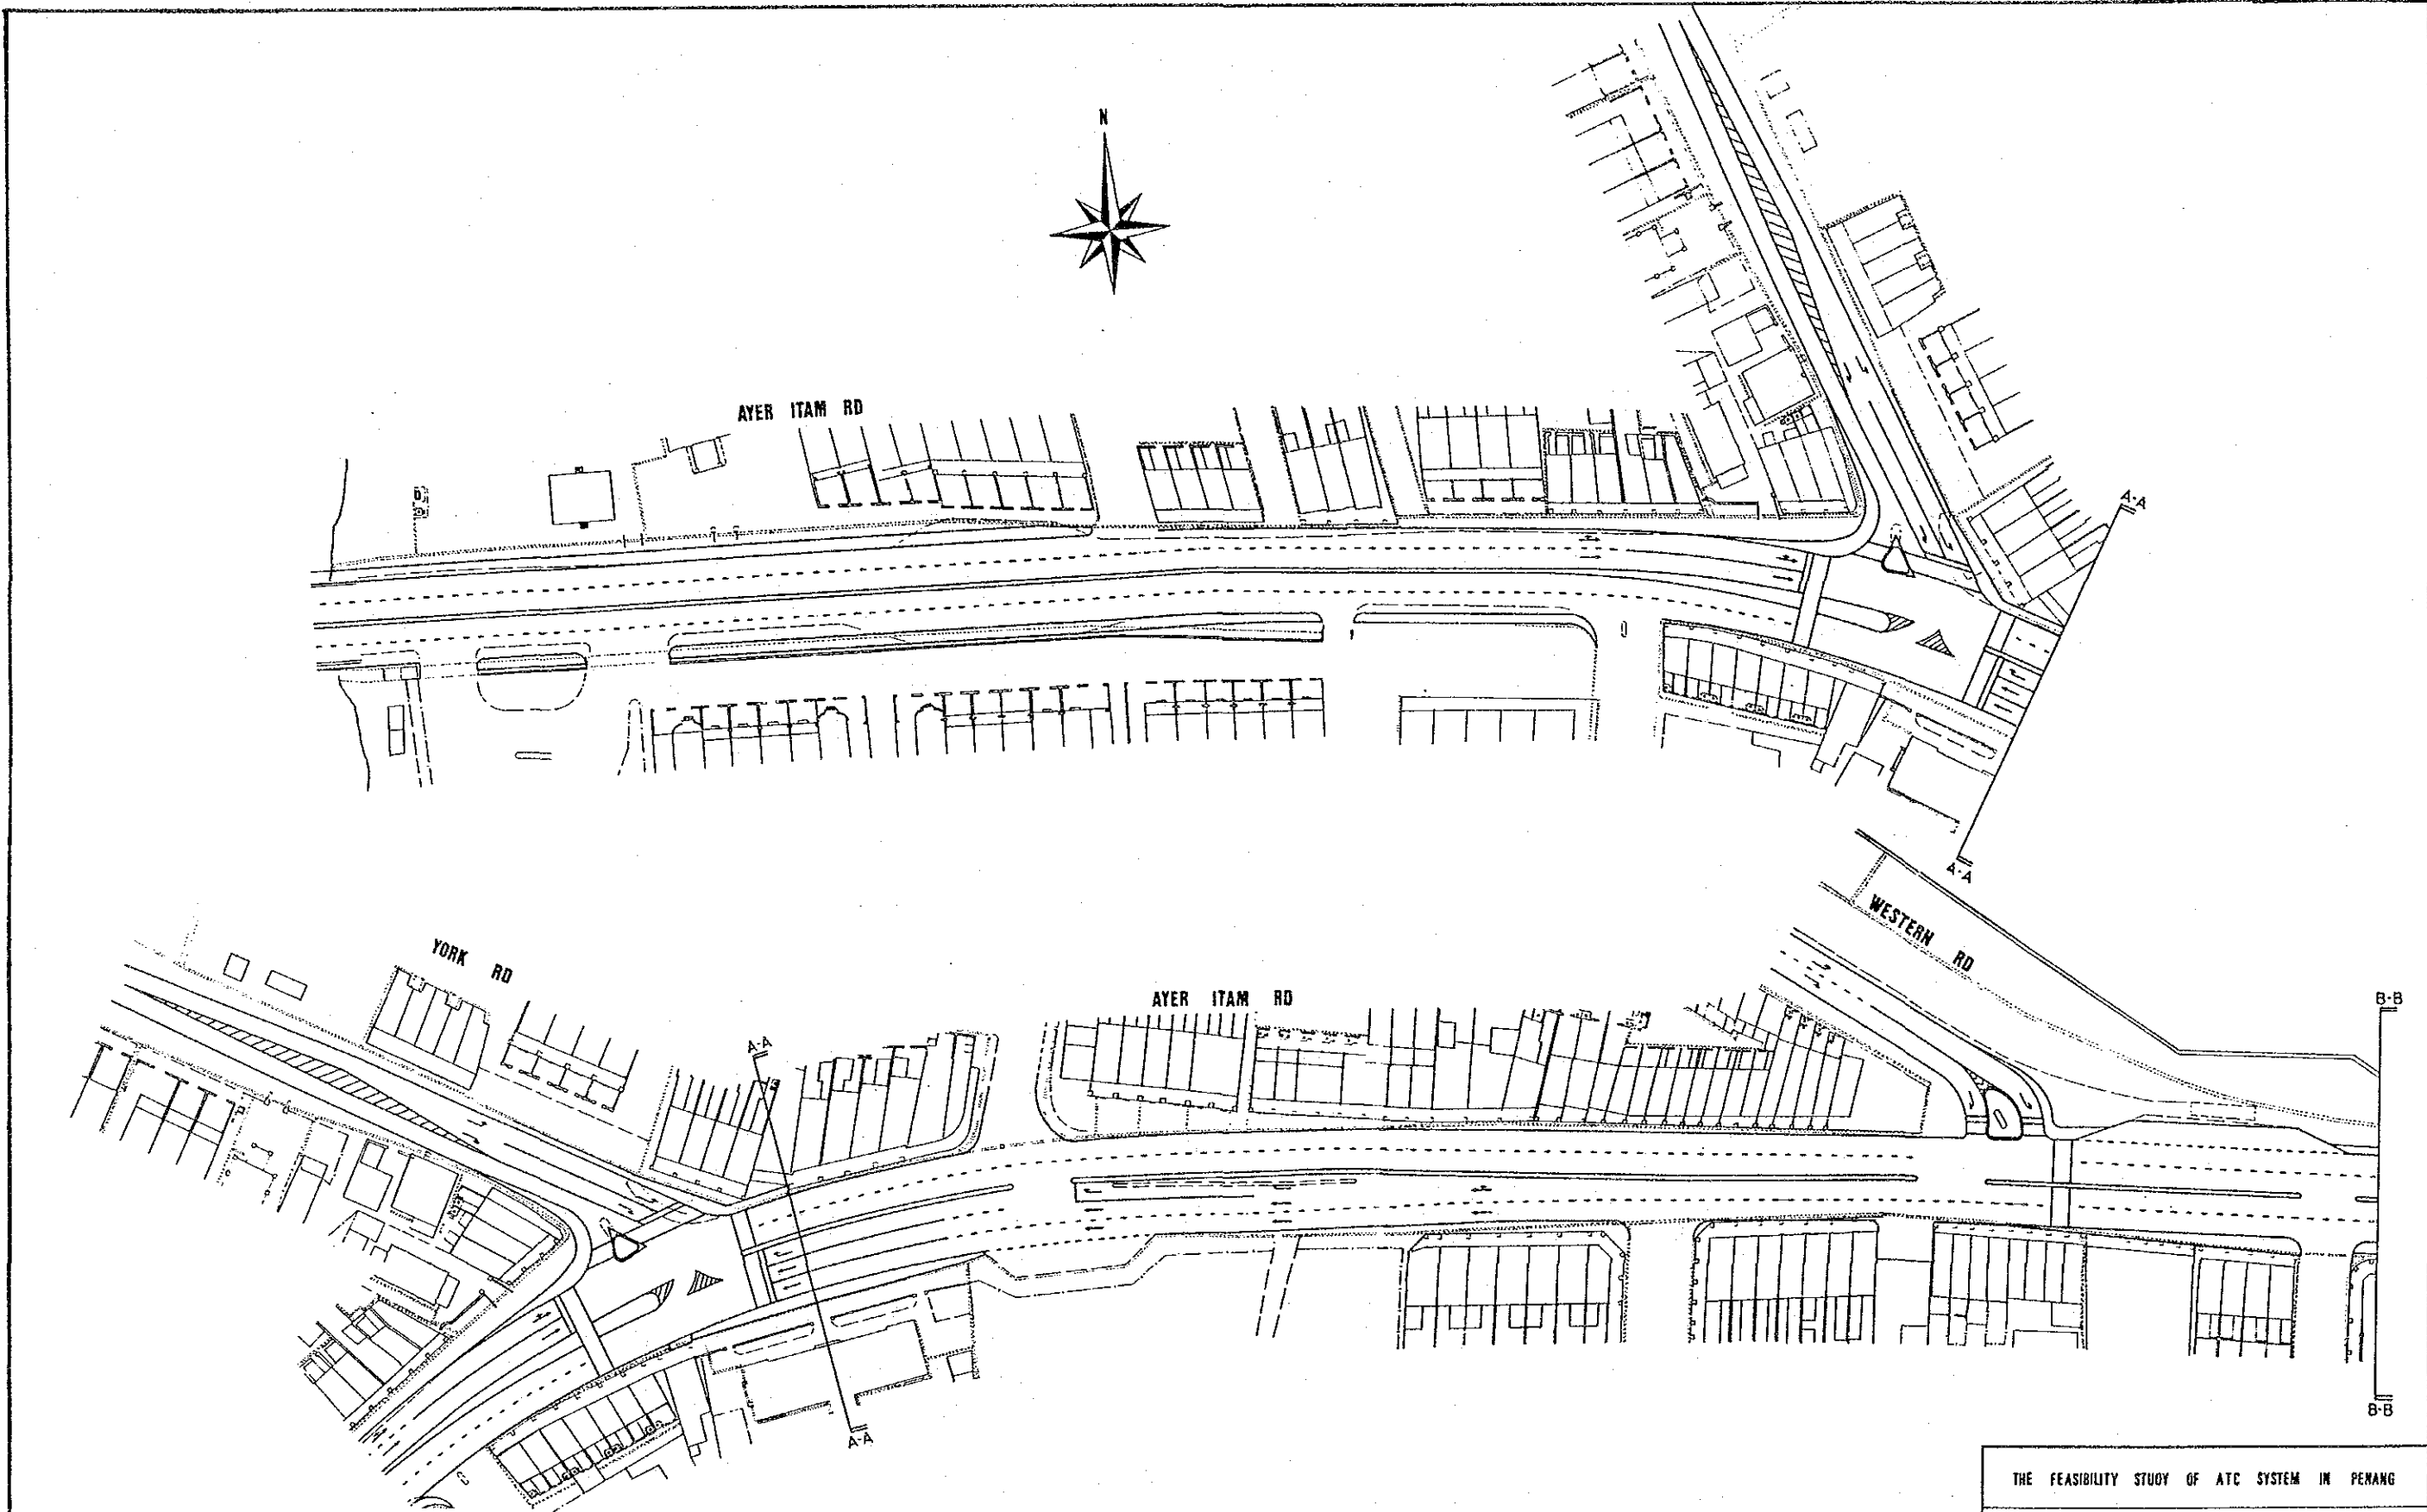 N
AYER ITAM RD
A-A
A-A
WESTERN RD
YORK RD
AYER ITAM RD
B-B
A-A
A-A
B-B
THE FEASIBILITY STUDY OF ATC SYSTEM IN PENANG